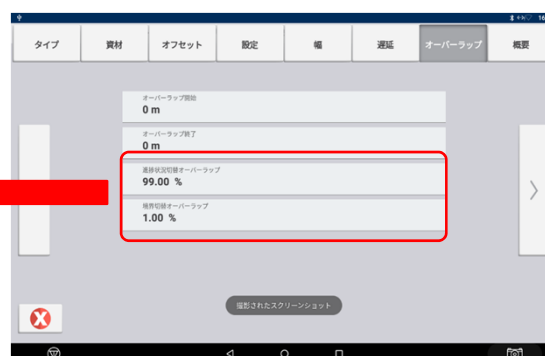 16
タイプ 資材 オフセット 設定 幅 遅延 オーバーラップ 概要
オーバーラップ開始
0 m
オーバーラップ終了
0 m
進捗状況切替オーバーラップ
99.00 %
境界切替オーバーラップ
1.00 %
撮影されたスクリーンショット